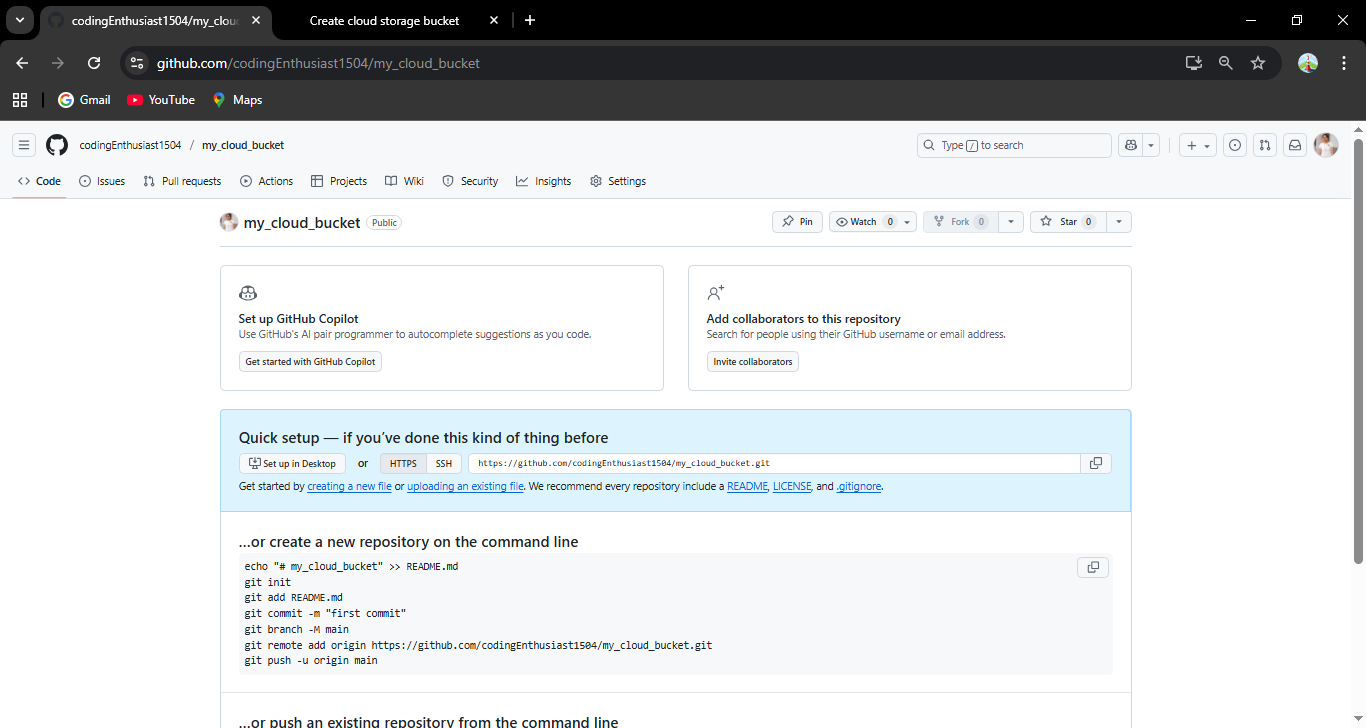 codingEnthusiast1504/my_clou
Create cloud storage bucket
github.com/codingEnthusiast1504/my_cloud_bucket
Gmail
YouTube
Maps
codingEnthusiast1504 / my_cloud_bucket
Type / to search
Code
Issues
Pull requests
Actions
Projects
Wiki
Security
Insights
Settings
my_cloud_bucket Public
Pin
Watch 0
Fork 0
Star 0
Set up GitHub Copilot
Use GitHub's AI pair programmer to autocomplete suggestions as you code.
Get started with GitHub Copilot
Add collaborators to this repository
Search for people using their GitHub username or email address.
Invite collaborators
Quick setup — if you've done this kind of thing before
Set up in Desktop or HTTPS SSH https://github.com/codingEnthusiast1504/my_cloud_bucket.git
Get started by creating a new file or uploading an existing file. We recommend every repository include a README, LICENSE, and .gitignore.
...or create a new repository on the command line
echo "# my_cloud_bucket" >> README.md
git init
git add README.md
git commit -m "first commit"
git branch -M main
git remote add origin https://github.com/codingEnthusiast1504/my_cloud_bucket.git
git push -u origin main
...or push an existing repository from the command line